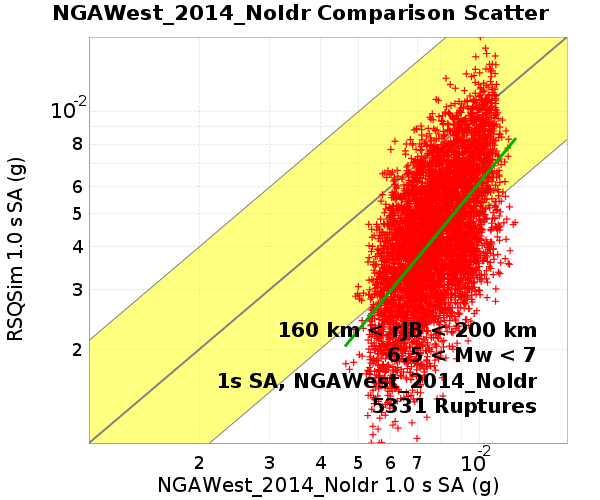 NGAWest_2014_NoIdr Comparison Scatter
RSQSim 1.0 s SA (g)
10-2
8
6
5
4
3
2
160 km < rJB < 200 km
6.5 < Mw < 7
1s SA, NGAWest_2014_NoIdr
5331 Ruptures
2 3 4 5 6 7 10-2
NGAWest_2014_NoIdr 1.0 s SA (g)